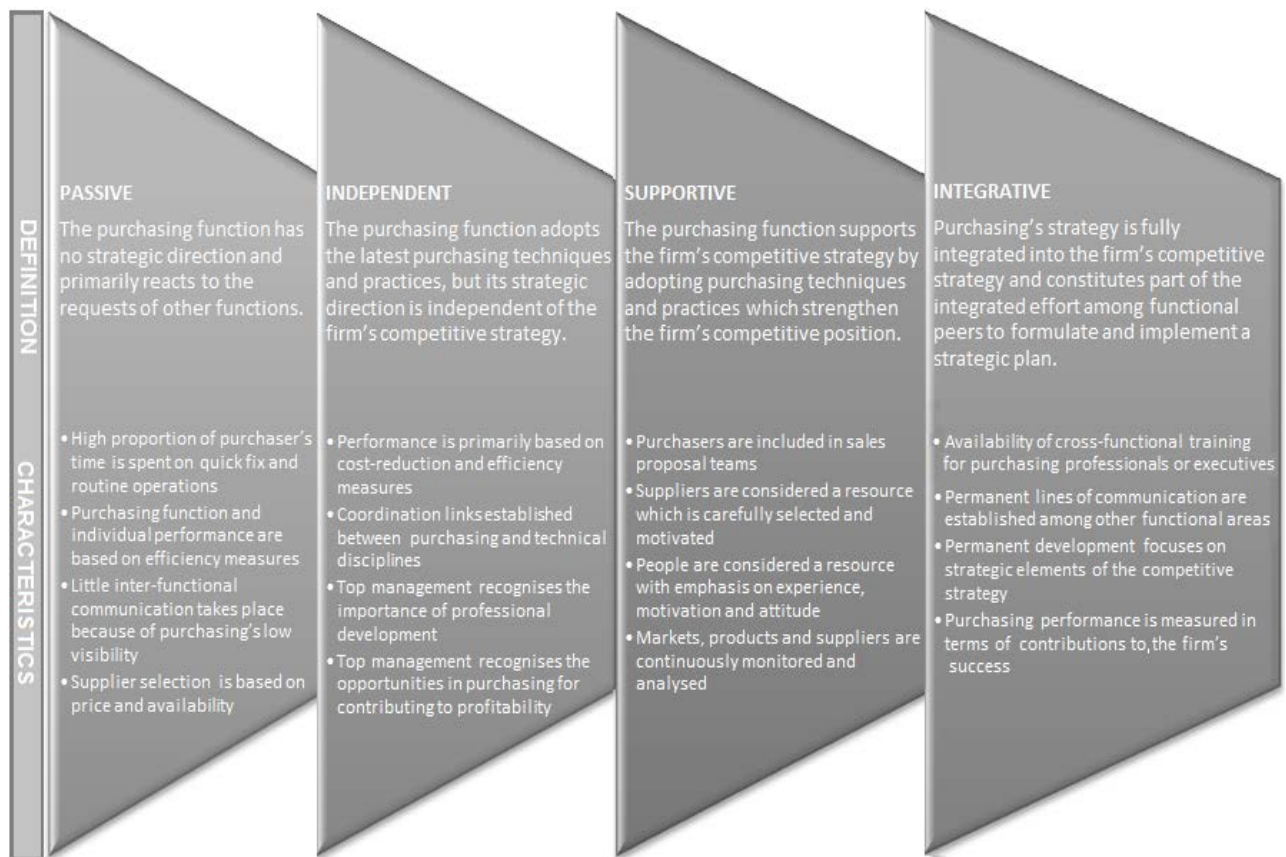 DEFINITION
CHARACTERISTICS
PASSIVE
The purchasing function has
no strategic direction and
primarily reacts to the
requests of other functions.
• High proportion of purchaser's
time is spent on quick fix and
routine operations
• Purchasing function and
individual performance are
based on efficiency measures
• Little inter-functional
communication takes place
because of purchasing's low
visibility
• Supplier selection is based on
price and availability
INDEPENDENT
The purchasing function adopts
the latest purchasing techniques
and practices, but its strategic
direction is independent of the
firm's competitive strategy.
• Performance is primarily based on
cost-reduction and efficiency
measures
• Coordination links established
between purchasing and technical
disciplines
• Top management recognises the
importance of professional
development
• Top management recognises the
opportunities in purchasing for
contributing to profitability
SUPPORTIVE
The purchasing function supports
the firm's competitive strategy by
adopting purchasing techniques
and practices which strengthen
the firm's competitive position.
• Purchasers are included in sales
proposal teams
• Suppliers are considered a resource
which is carefully selected and
motivated
• People are considered a resource
with emphasis on experience,
motivation and attitude
• Markets, products and suppliers are
continuously monitored and
analysed
INTEGRATIVE
Purchasing's strategy is fully
integrated into the firm's competitive
strategy and constitutes part of the
integrated effort among functional
peers to formulate and implement a
strategic plan.
• Availability of cross-functional training
for purchasing professionals or executives
• Permanent lines of communication are
established among other functional areas
• Permanent development focuses on
strategic elements of the competitive
strategy
• Purchasing performance is measured in
terms of contributions to,the firm's
success